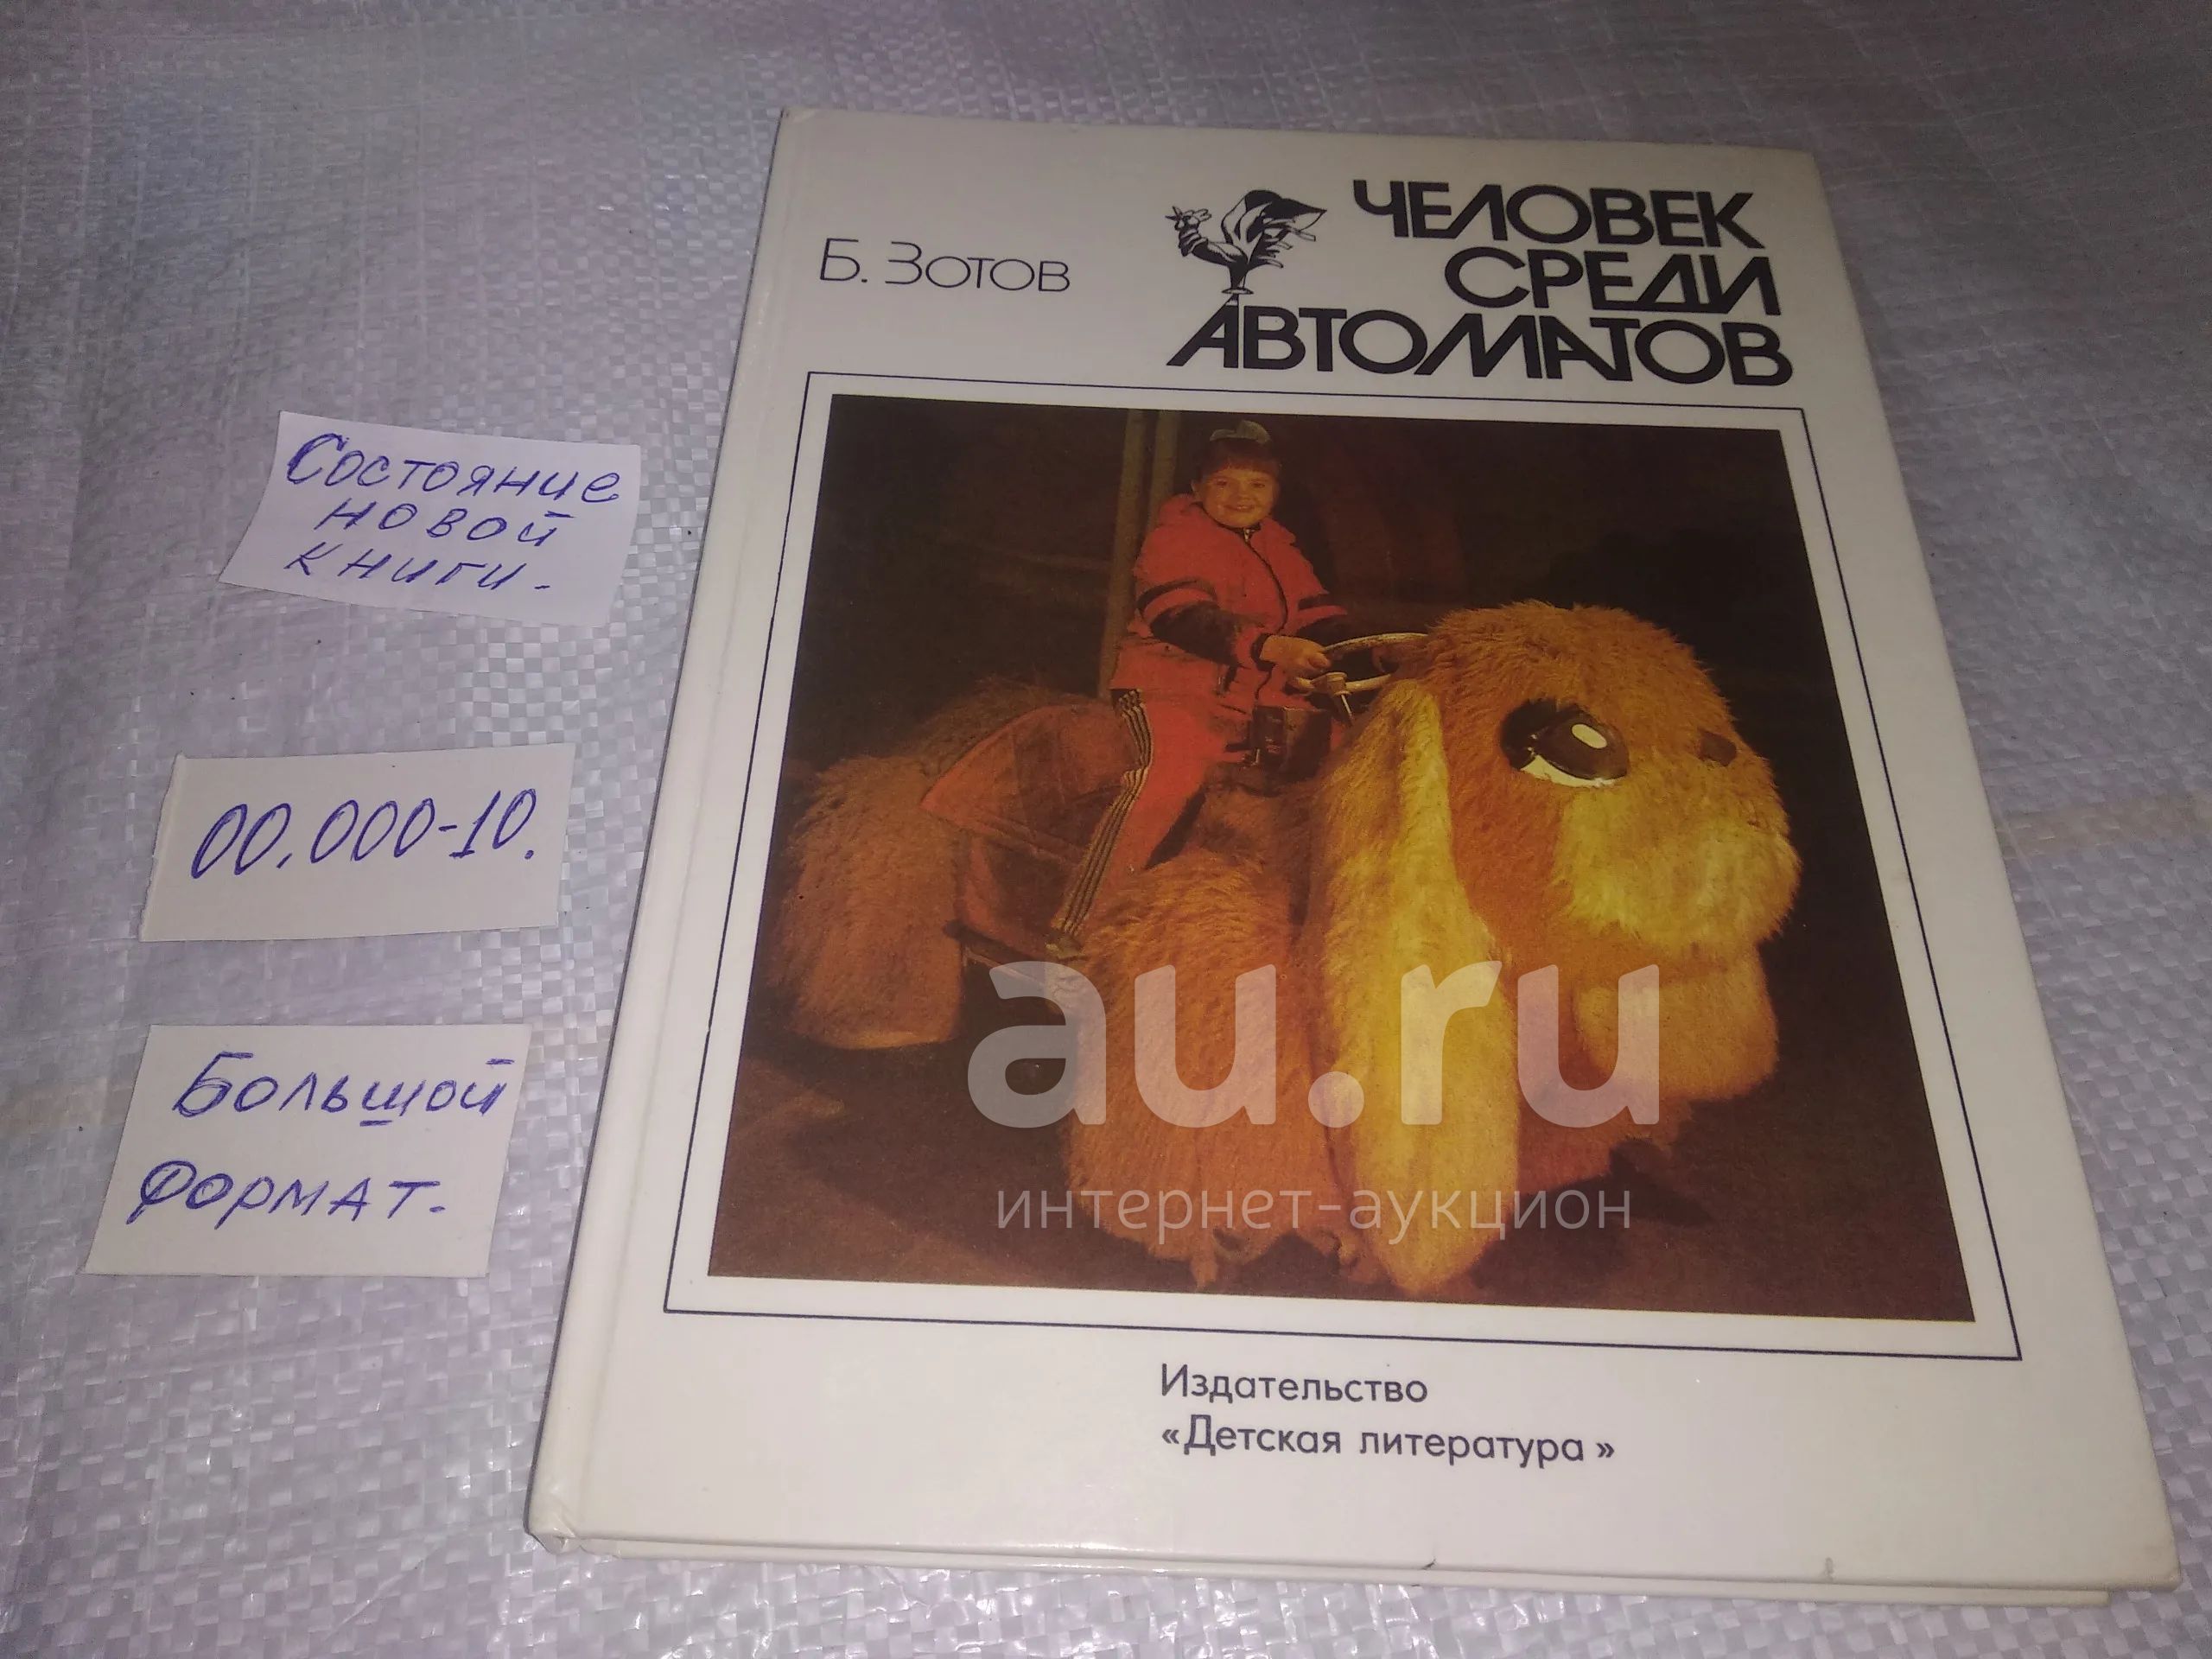 Б. Зотов
ЧЕЛОВЕК
СРЕДИ
АВТОМАТОВ
Состояние
новой
книги.
00.000-10.
Большой
формат.
au.ru
интернет-аукцион
Издательство
«Детская литература»